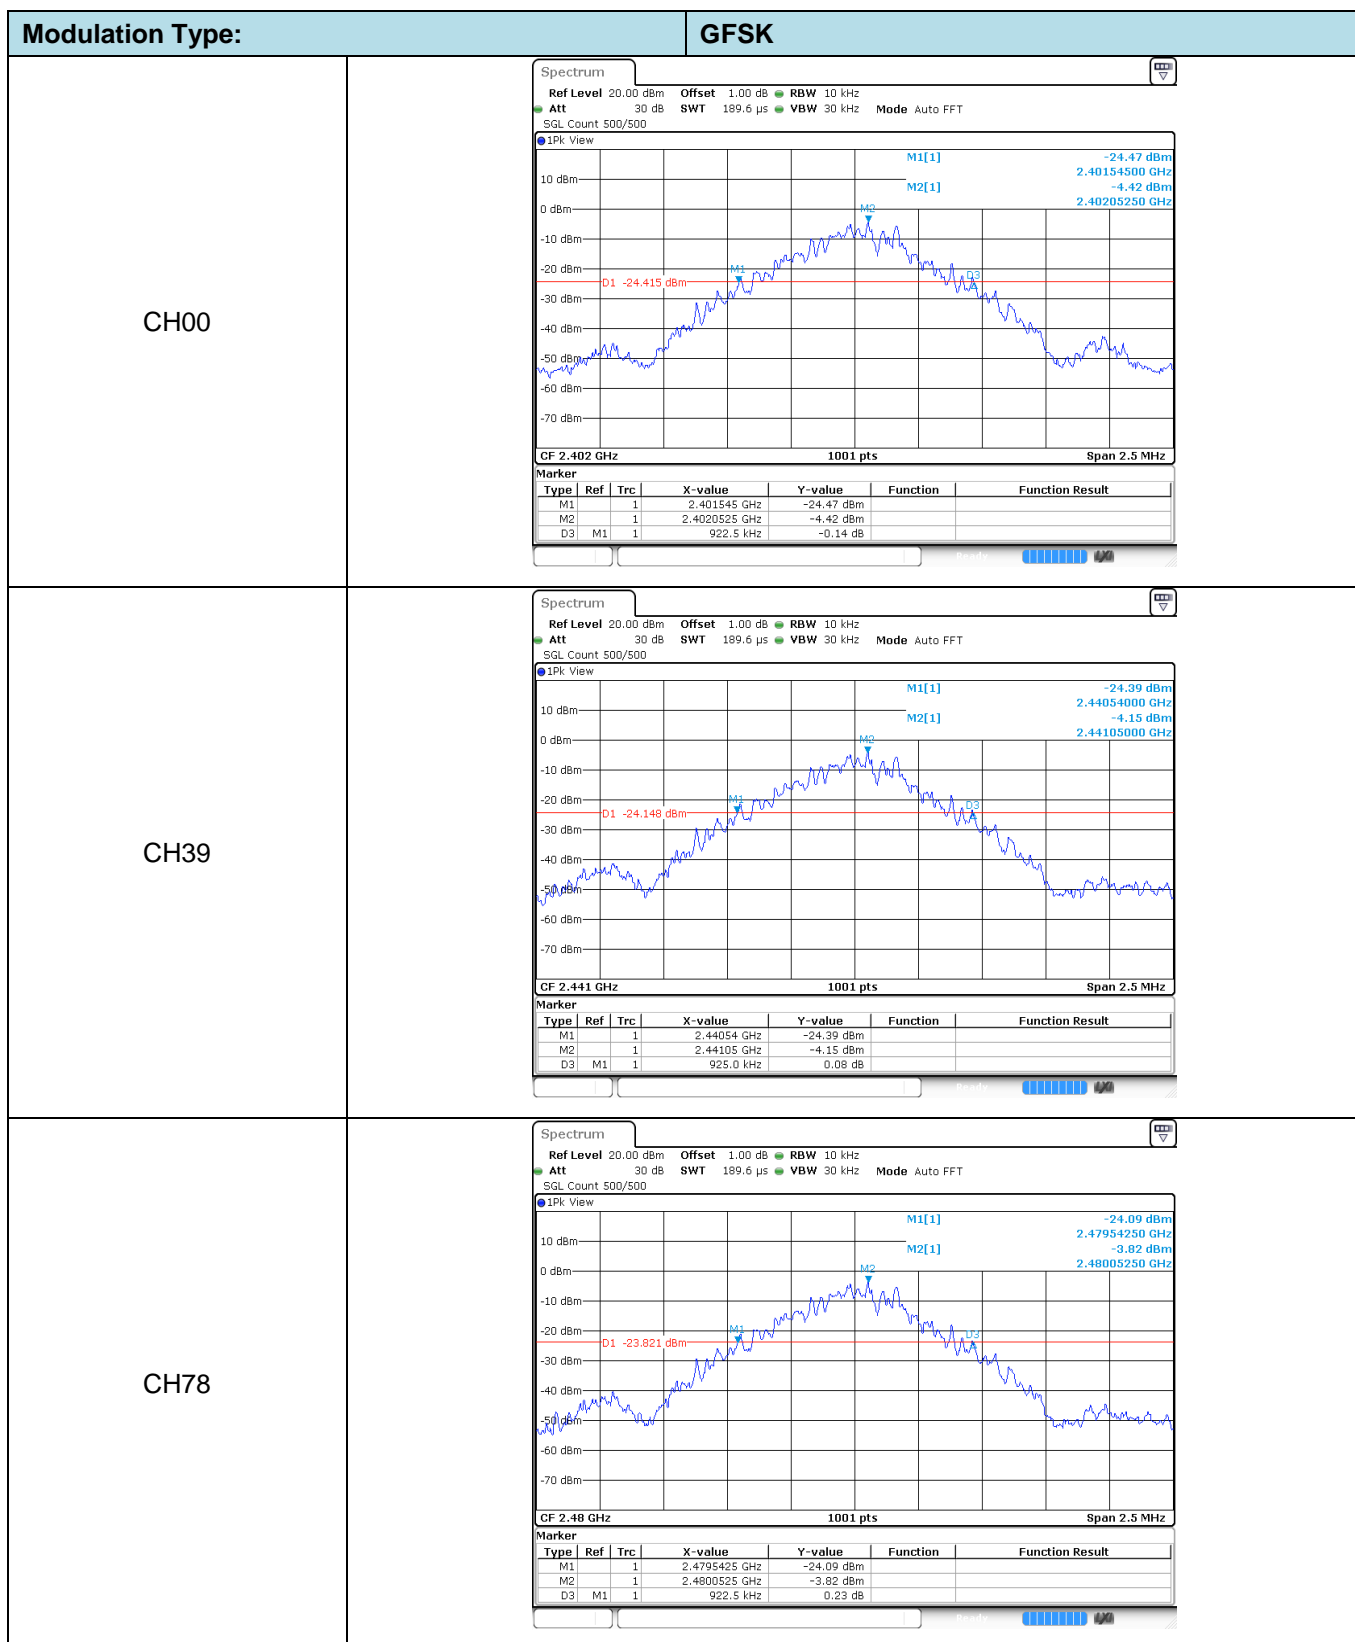 Modulation Type: GFSK
CH00
Spectrum
Ref Level 20.00 dBm Offset 1.00 dB RBW 10 kHz
Att 30 dB SWT 189.6 µs VBW 30 kHz Mode Auto FFT
SGL Count 500/500
1Pk View
M1[1] -24.47 dBm
2.40154500 GHz
10 dBm
M2[1] -4.42 dBm
2.40205250 GHz
0 dBm M2
-10 dBm
-20 dBm M1 D3
D1 -24.415 dBm
-30 dBm
-40 dBm
-50 dBm
-60 dBm
-70 dBm
CF 2.402 GHz 1001 pts Span 2.5 MHz
Marker
Type Ref Trc X-value Y-value Function Function Result
M1 1 2.401545 GHz -24.47 dBm
M2 1 2.4020525 GHz -4.42 dBm
D3 M1 1 922.5 kHz -0.14 dB
Ready
CH39
Spectrum
Ref Level 20.00 dBm Offset 1.00 dB RBW 10 kHz
Att 30 dB SWT 189.6 µs VBW 30 kHz Mode Auto FFT
SGL Count 500/500
1Pk View
M1[1] -24.39 dBm
2.44054000 GHz
10 dBm
M2[1] -4.15 dBm
2.44105000 GHz
0 dBm M2
-10 dBm
-20 dBm M1 D3
D1 -24.148 dBm
-30 dBm
-40 dBm
-50 dBm
-60 dBm
-70 dBm
CF 2.441 GHz 1001 pts Span 2.5 MHz
Marker
Type Ref Trc X-value Y-value Function Function Result
M1 1 2.44054 GHz -24.39 dBm
M2 1 2.44105 GHz -4.15 dBm
D3 M1 1 925.0 kHz 0.08 dB
Ready
CH78
Spectrum
Ref Level 20.00 dBm Offset 1.00 dB RBW 10 kHz
Att 30 dB SWT 189.6 µs VBW 30 kHz Mode Auto FFT
SGL Count 500/500
1Pk View
M1[1] -24.09 dBm
2.47954250 GHz
10 dBm
M2[1] -3.82 dBm
2.48005250 GHz
0 dBm M2
-10 dBm
-20 dBm M1 D3
D1 -23.821 dBm
-30 dBm
-40 dBm
-50 dBm
-60 dBm
-70 dBm
CF 2.48 GHz 1001 pts Span 2.5 MHz
Marker
Type Ref Trc X-value Y-value Function Function Result
M1 1 2.4795425 GHz -24.09 dBm
M2 1 2.4800525 GHz -3.82 dBm
D3 M1 1 922.5 kHz 0.23 dB
Ready